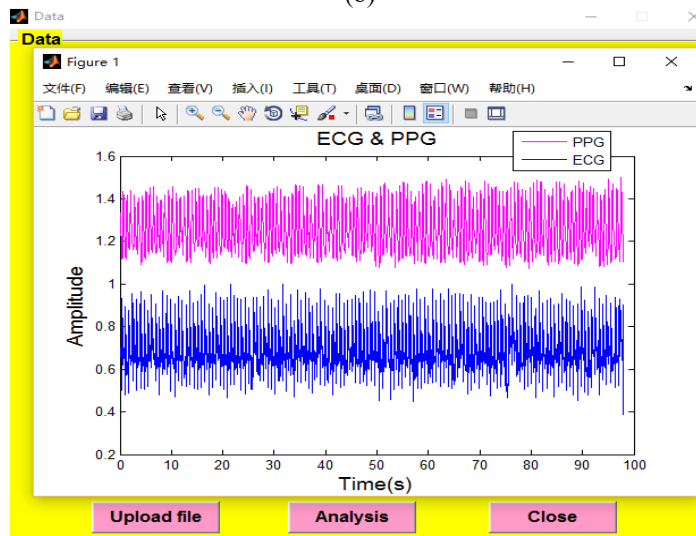 Data
Data
Figure 1
文件(F) 编辑(E) 查看(V) 插入(I) 工具(T) 桌面(D) 窗口(W) 帮助(H)
ECG & PPG
PPG
ECG
1.6
1.4
1.2
1
0.8
0.6
0.4
0.2
Amplitude
0 10 20 30 40 50 60 70 80 90 100
Time(s)
Upload file Analysis Close